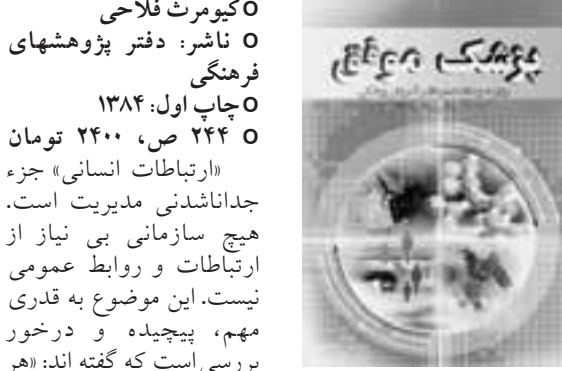 o کیومرث فلاحی
o ناشر: دفتر پژوهشهای
فرهنگی
o چاپ اول: ۱۳۸۴
o ۲۴۴ ص، ۲۴۰۰ تومان
«ارتباطات انسانی» جزء
جداناشدنی مدیریت است.
هیچ سازمانی بی نیاز از
ارتباطات و روابط عمومی
نیست. این موضوع به قدری
مهم، پیچیده و درخور
بررسی است که گفته اند: «هر